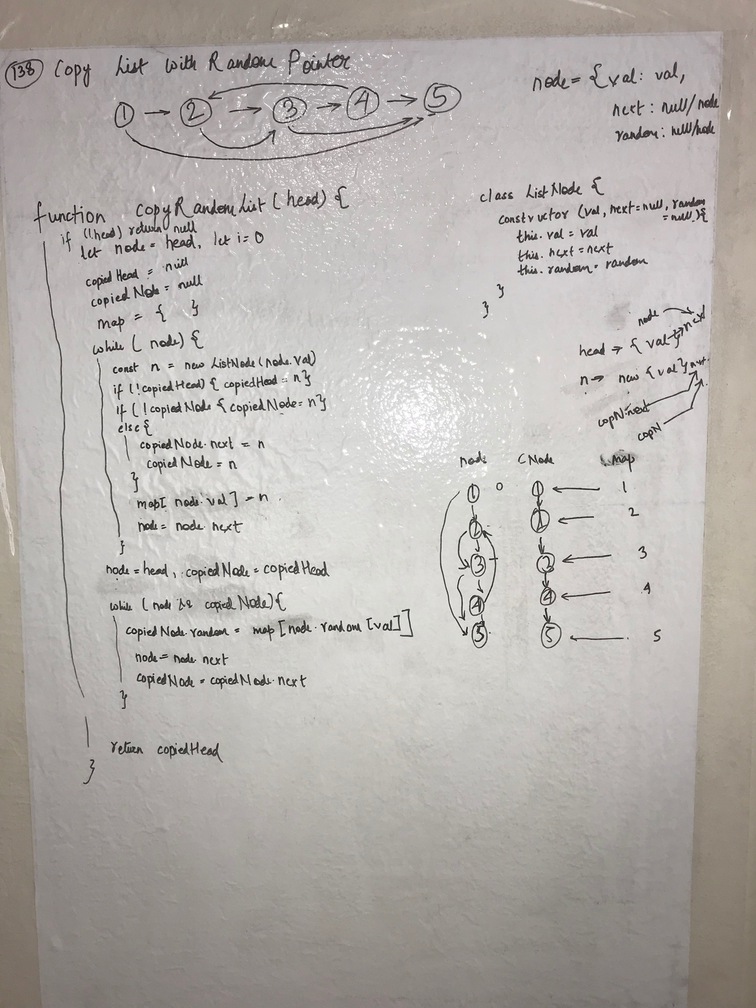 138 Copy List with Random Pointer
1 → 2 → 3 → 4 → 5
node = {val: val,
next: null/node
random: null/node
class ListNode {
constructor (val, next=null, random
= null){
this.val = val
this.next = next
this.random = random
}
}
function copyRandomList (head) {
if (!head) return null
let node = head, let i = 0
copied Head = null
copied Node = null
map = { }
while ( node) {
const n = new ListNode (node.val)
if (!copiedHead) { copiedHead = n}
if (!copiedNode { copiedNode = n}
else {
copiedNode.next = n
copiedNode = n
}
map[ node.val] = n
node = node.next
}
node = head, copiedNode = copiedHead
while (node && copiedNode){
copiedNode.random = map [node.random [val]]
node = node.next
copiedNode = copiedNode.next
}
return copiedHead
}
node
head → {val} → next
n → new {val}
copN.next
copN
node CNode Map
1 0 1 1
2 2
3 3
4 4 4
5 5 5